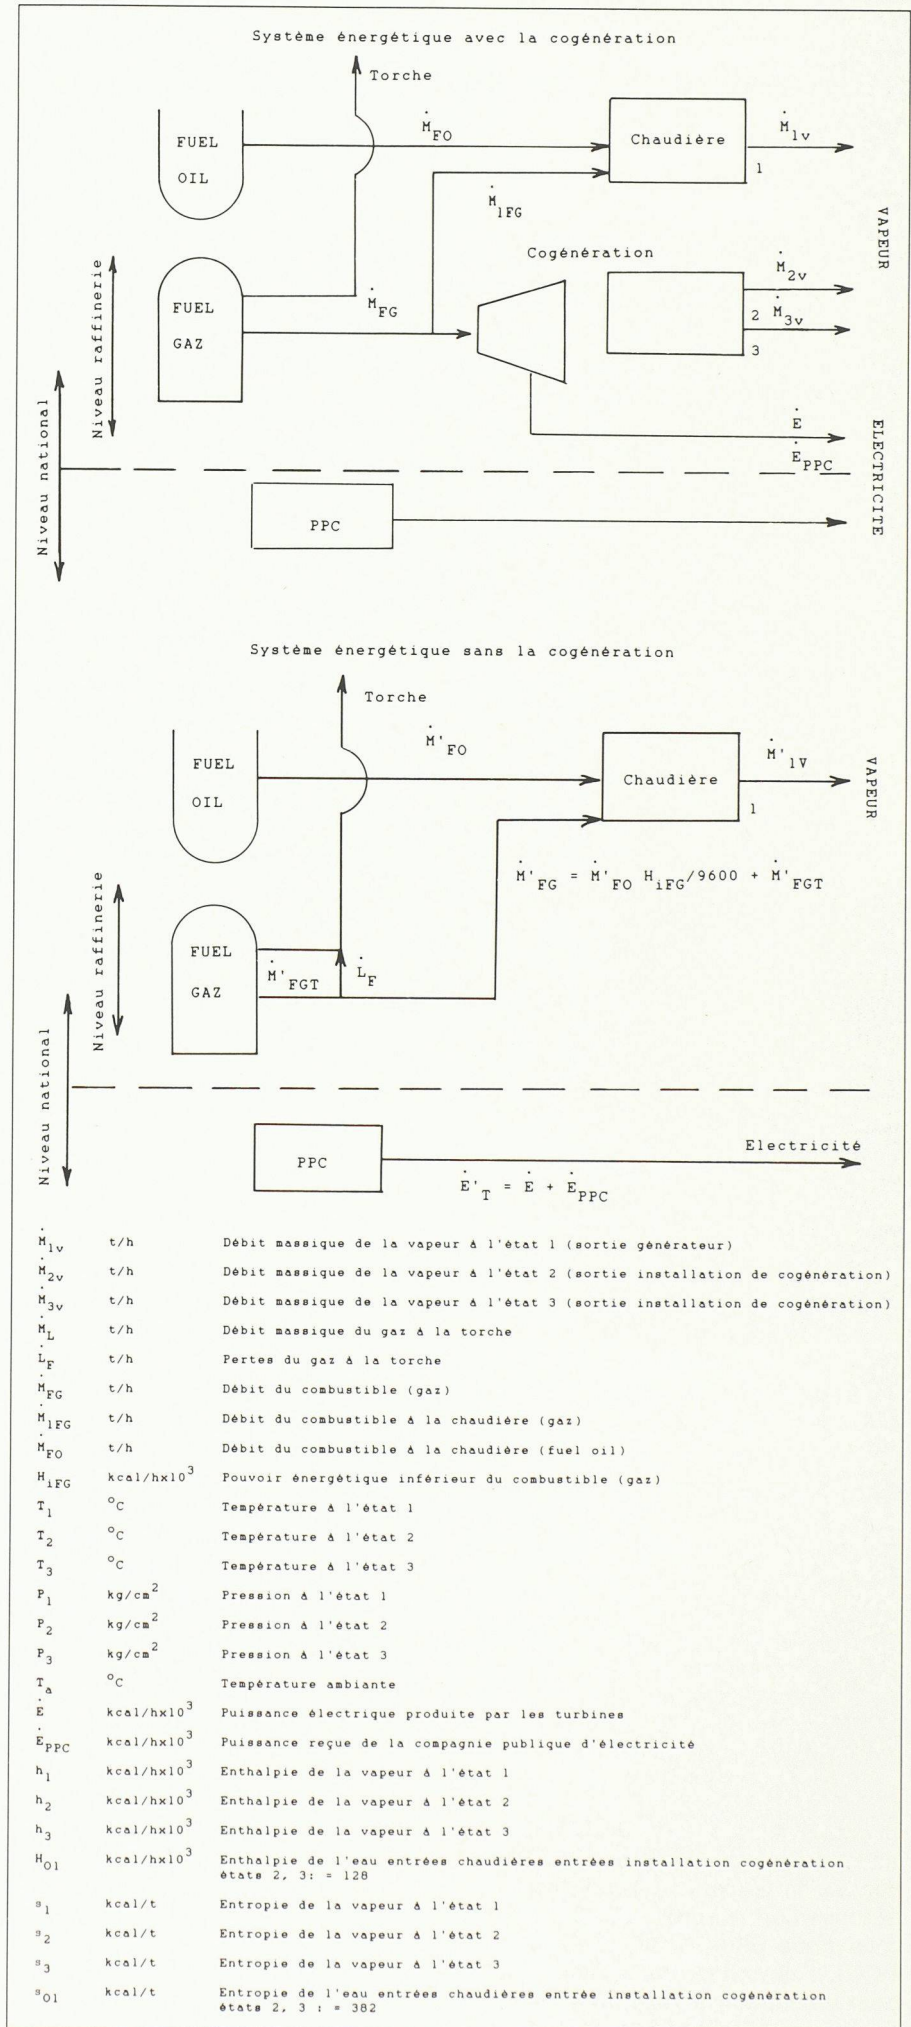 Système énergétique avec la cogénération
Torche
FUEL
OIL
Ṁ_FO
Chaudière
Ṁ_1v
1
Ṁ_1FG
VAPEUR
Niveau raffinerie
FUEL
GAZ
Ṁ_FG
Cogénération
Ṁ_2v
2
Ṁ_3v
3
Ė
Ė_PPC
ELECTRICITE
Niveau national
PPC
Système énergétique sans la cogénération
Torche
FUEL
OIL
Ṁ'_FO
Chaudière
Ṁ'_1V
1
VAPEUR
Ṁ'_FG = Ṁ'_FO H_iFG/9600 + Ṁ'_FGT
Niveau raffinerie
FUEL
GAZ
Ṁ'_FGT
L̇_F
Niveau national
PPC
Electricité
Ė'_T = Ė + Ė_PPC
Ṁ_1v t/h Débit massique de la vapeur à l'état 1 (sortie générateur)
Ṁ_2v t/h Débit massique de la vapeur à l'état 2 (sortie installation de cogénération)
Ṁ_3v t/h Débit massique de la vapeur à l'état 3 (sortie installation de cogénération)
Ṁ_L t/h Débit massique du gaz à la torche
L̇_F t/h Pertes du gaz à la torche
Ṁ_FG t/h Débit du combustible (gaz)
Ṁ_1FG t/h Débit du combustible à la chaudière (gaz)
Ṁ_FO t/h Débit du combustible à la chaudière (fuel oil)
H_iFG kcal/hx10³ Pouvoir énergétique inférieur du combustible (gaz)
T_1 °C Température à l'état 1
T_2 °C Température à l'état 2
T_3 °C Température à l'état 3
P_1 kg/cm² Pression à l'état 1
P_2 kg/cm² Pression à l'état 2
P_3 kg/cm² Pression à l'état 3
T_a °C Température ambiante
Ė kcal/hx10³ Puissance électrique produite par les turbines
Ė_PPC kcal/hx10³ Puissance reçue de la compagnie publique d'électricité
h_1 kcal/hx10³ Enthalpie de la vapeur à l'état 1
h_2 kcal/hx10³ Enthalpie de la vapeur à l'état 2
h_3 kcal/hx10³ Enthalpie de la vapeur à l'état 3
H_01 kcal/hx10³ Enthalpie de l'eau entrées chaudières entrées installation cogénération
états 2, 3: = 128
s_1 kcal/t Entropie de la vapeur à l'état 1
s_2 kcal/t Entropie de la vapeur à l'état 2
s_3 kcal/t Entropie de la vapeur à l'état 3
s_01 kcal/t Entropie de l'eau entrées chaudières entrée installation cogénération
états 2, 3 : = 382